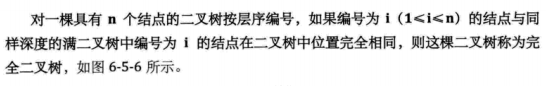 对一棵具有 n 个结点的二叉树按层序编号，如果编号为 i（1≤i≤n）的结点与同
样深度的满二叉树中编号为 i 的结点在二叉树中位置完全相同，则这棵二叉树称为完
全二叉树，如图 6-5-6 所示。